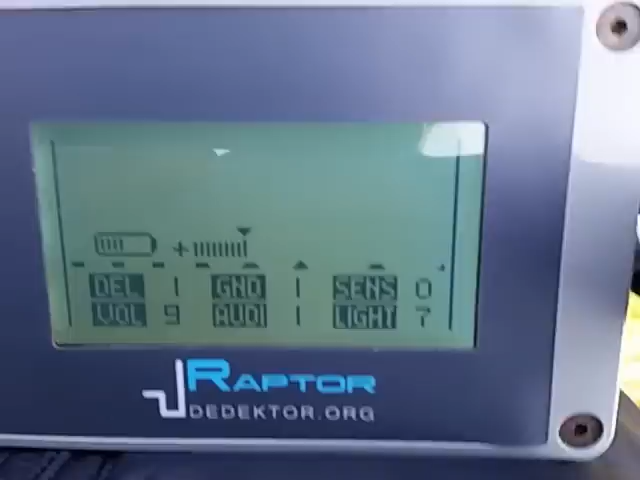 DEL 1 GND 1 SENS 0
VOL 9 AUDI 1 LIGHT 7
RAPTOR
DEDEKTOR.ORG